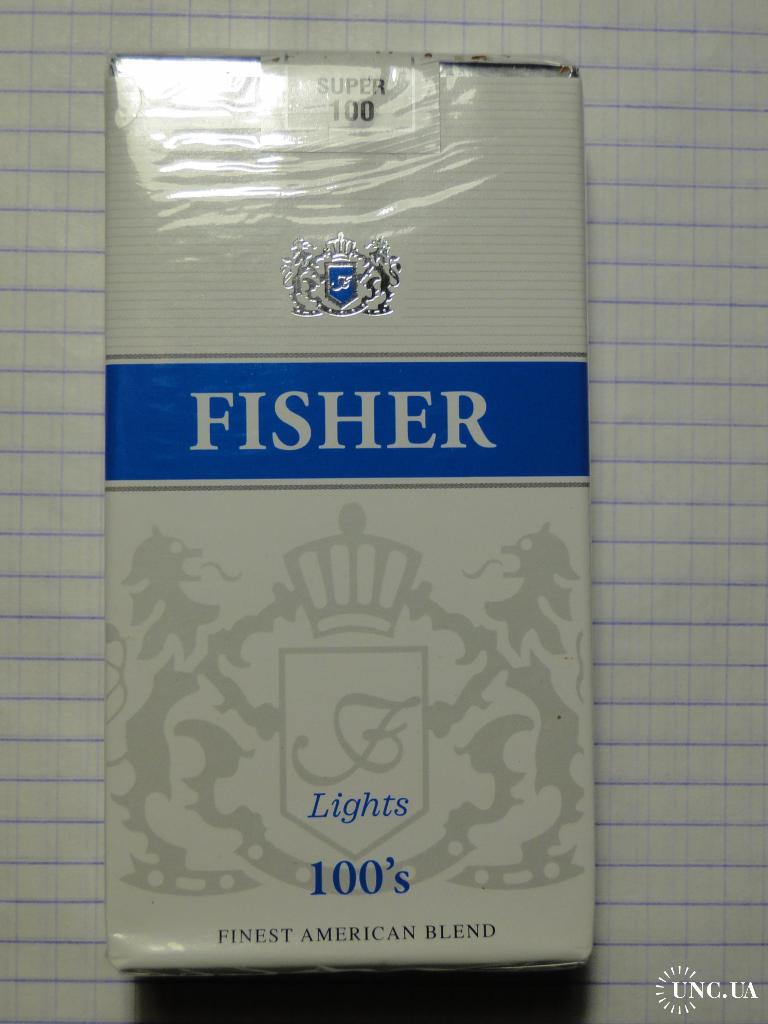 SUPER
100
FISHER
F
Lights
100's
FINEST AMERICAN BLEND
UNC.UA